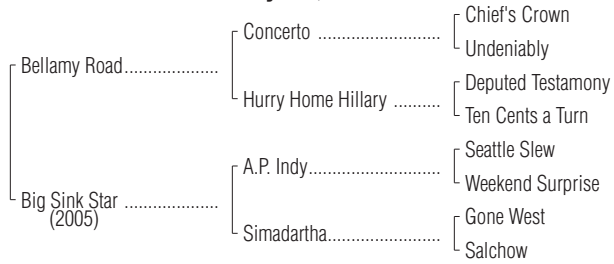 Chief's Crown
Concerto ....................
Undeniably
Bellamy Road...................
Deputed Testamony
Hurry Home Hillary ..........
Ten Cents a Turn
Seattle Slew
A.P. Indy.......................
Weekend Surprise
Big Sink Star ...................
(2005)
Gone West
Simadartha...................
Salchow